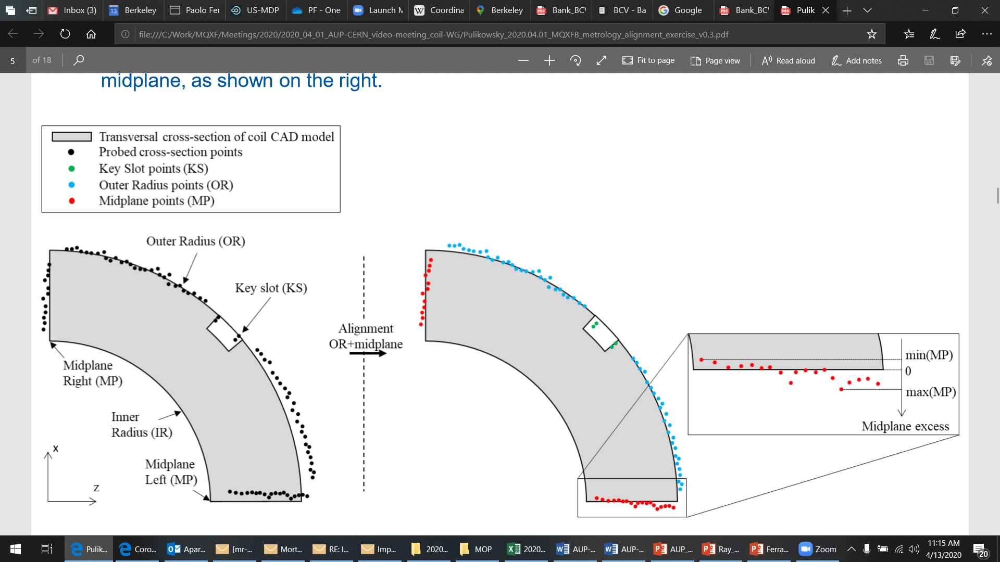 Inbox (3)
Berkeley
Paolo Fer
US-MDP
PF - One
Launch M
Coordina
Berkeley
Bank_BCV
BCV - Ba
Google
Bank_BC
Pulik
file:///C:/Work/MQXF/Meetings/2020/2020_04_01_AUP-CERN_video-meeting_coil-WG/Pulikowsky_2020.04.01_MQXFB_metrology_alignment_exercise_v0.3.pdf
5 of 18
Fit to page
Page view
Read aloud
Add notes
midplane, as shown on the right.
Transversal cross-section of coil CAD model
Probed cross-section points
Key Slot points (KS)
Outer Radius points (OR)
Midplane points (MP)
Outer Radius (OR)
Key slot (KS)
Alignment
OR+midplane
Midplane
Right (MP)
Inner
Radius (IR)
Midplane
Left (MP)
x
z
min(MP)
0
max(MP)
Midplane excess
Pulik...
Coro...
Apar...
[mr-...
Mort...
RE: I...
Imp...
2020...
MOP
2020...
AUP-...
AUP-...
AUP_...
Ray_...
Ferra...
Zoom
11:15 AM
4/13/2020
20